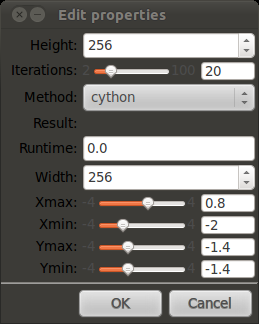 Edit properties
Height: 256
Iterations: 2 100 20
Method: cython
Result:
Runtime: 0.0
Width: 256
Xmax: -4 4 0.8
Xmin: -4 4 -2
Ymax: -4 4 -1.4
Ymin: -4 4 -1.4
OK Cancel